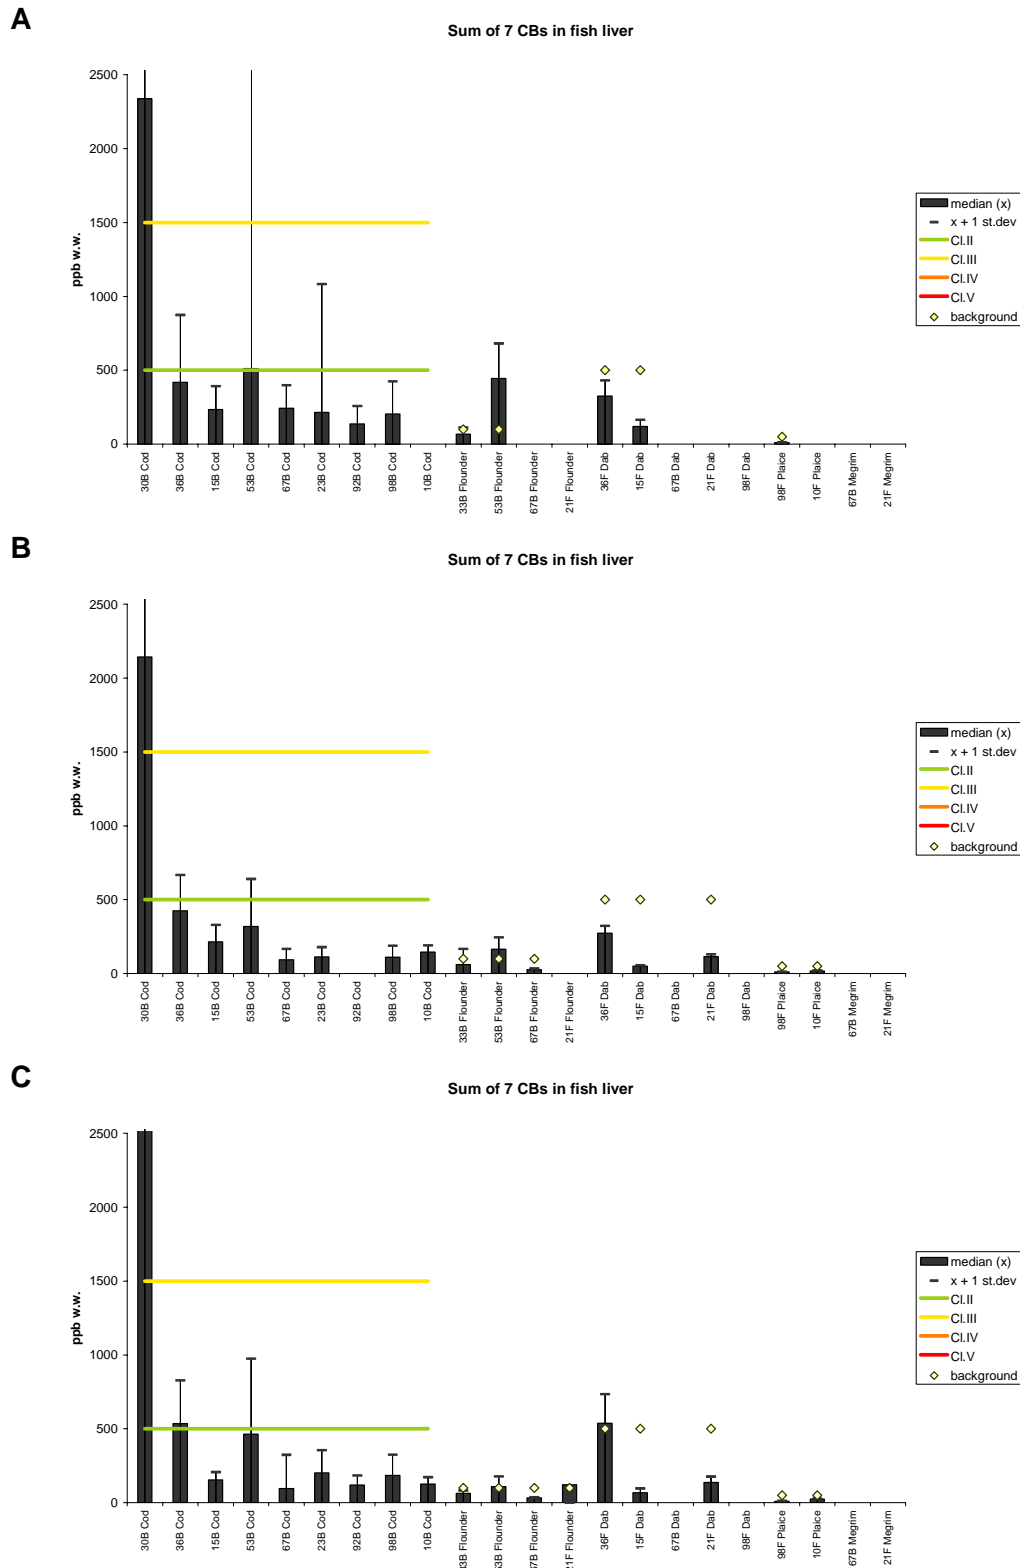 A
Sum of 7 CBs in fish liver
2500
2000
1500
1000
500
0
ppb w.w.
30B Cod
36B Cod
15B Cod
53B Cod
67B Cod
23B Cod
92B Cod
98B Cod
10B Cod
33B Flounder
53B Flounder
67B Flounder
21F Flounder
36F Dab
15F Dab
67B Dab
21F Dab
98F Dab
98F Plaice
10F Plaice
67B Megrim
21F Megrim
median (x)
x + 1 st.dev
Cl.II
Cl.III
Cl.IV
Cl.V
background
B
Sum of 7 CBs in fish liver
2500
2000
1500
1000
500
0
ppb w.w.
30B Cod
36B Cod
15B Cod
53B Cod
67B Cod
23B Cod
92B Cod
98B Cod
10B Cod
33B Flounder
53B Flounder
67B Flounder
21F Flounder
36F Dab
15F Dab
67B Dab
21F Dab
98F Dab
98F Plaice
10F Plaice
67B Megrim
21F Megrim
median (x)
x + 1 st.dev
Cl.II
Cl.III
Cl.IV
Cl.V
background
C
Sum of 7 CBs in fish liver
2500
2000
1500
1000
500
0
ppb w.w.
30B Cod
36B Cod
15B Cod
53B Cod
67B Cod
23B Cod
92B Cod
98B Cod
10B Cod
33B Flounder
53B Flounder
67B Flounder
21F Flounder
36F Dab
15F Dab
67B Dab
21F Dab
98F Dab
98F Plaice
10F Plaice
67B Megrim
21F Megrim
median (x)
x + 1 st.dev
Cl.II
Cl.III
Cl.IV
Cl.V
background